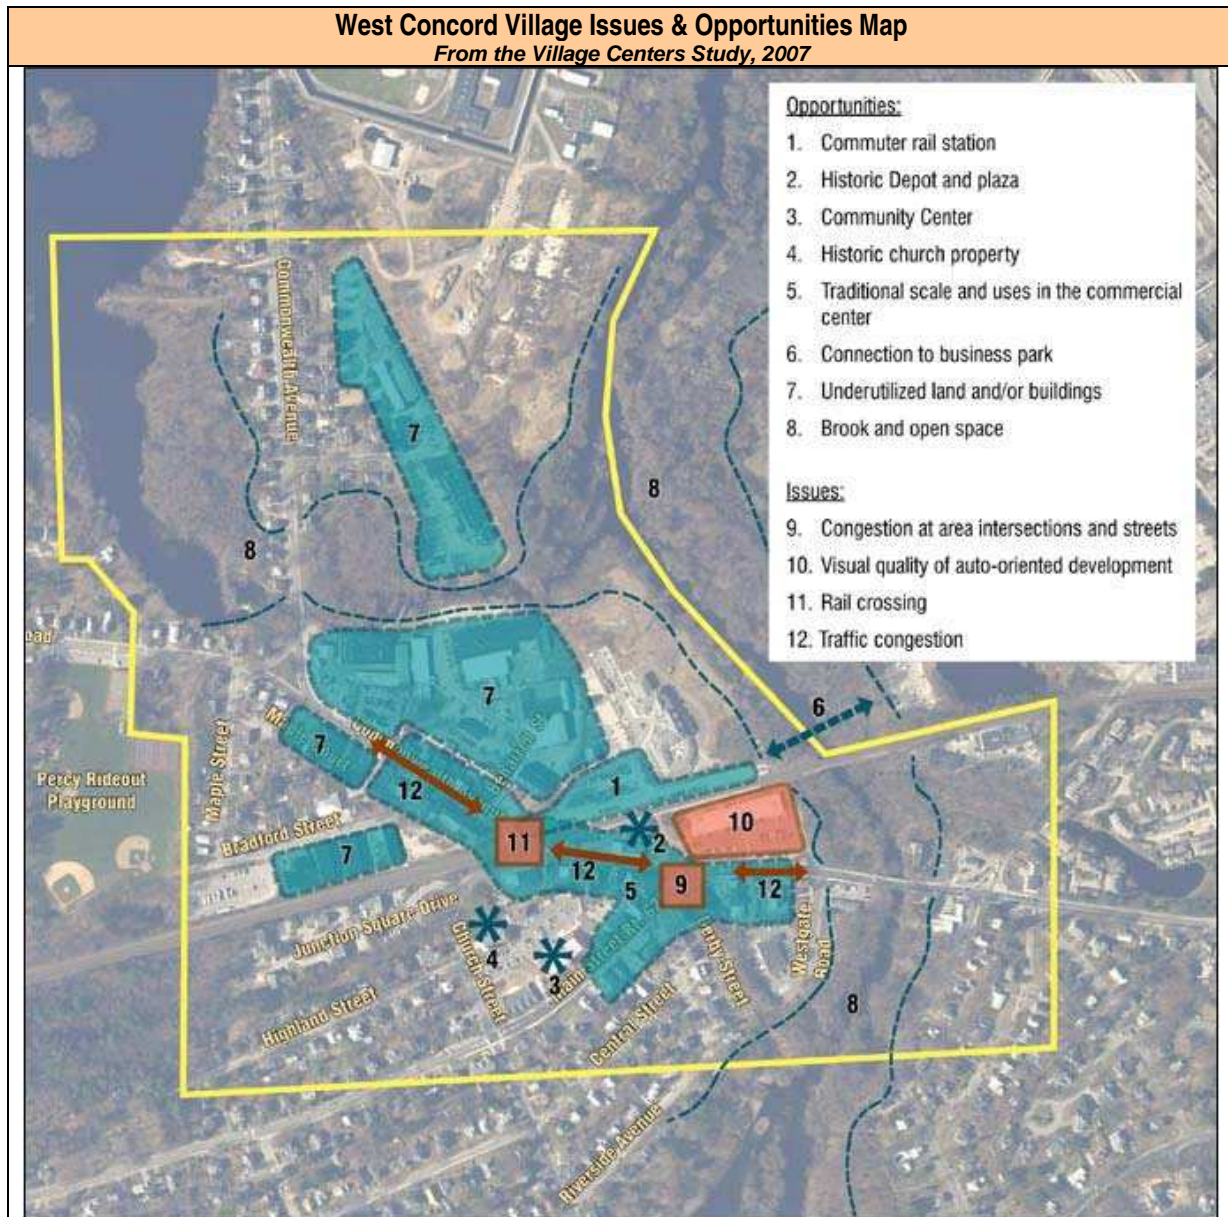 West Concord Village Issues & Opportunities Map
From the Village Centers Study, 2007
Opportunities:
1. Commuter rail station
2. Historic Depot and plaza
3. Community Center
4. Historic church property
5. Traditional scale and uses in the commercial
center
6. Connection to business park
7. Underutilized land and/or buildings
8. Brook and open space
Issues:
9. Congestion at area intersections and streets
10. Visual quality of auto-oriented development
11. Rail crossing
12. Traffic congestion
Commonwealth Avenue
7
8
8
6
7
Maple Street
7
Percy Rideout
Playground
12
1
10
2
Bradford Street
11
7
12
5
9
12
Junction Square Drive
Church Street
4
3
Derby Street
Westgate
Road
Highland Street
Central Street
8
Riverside Avenue